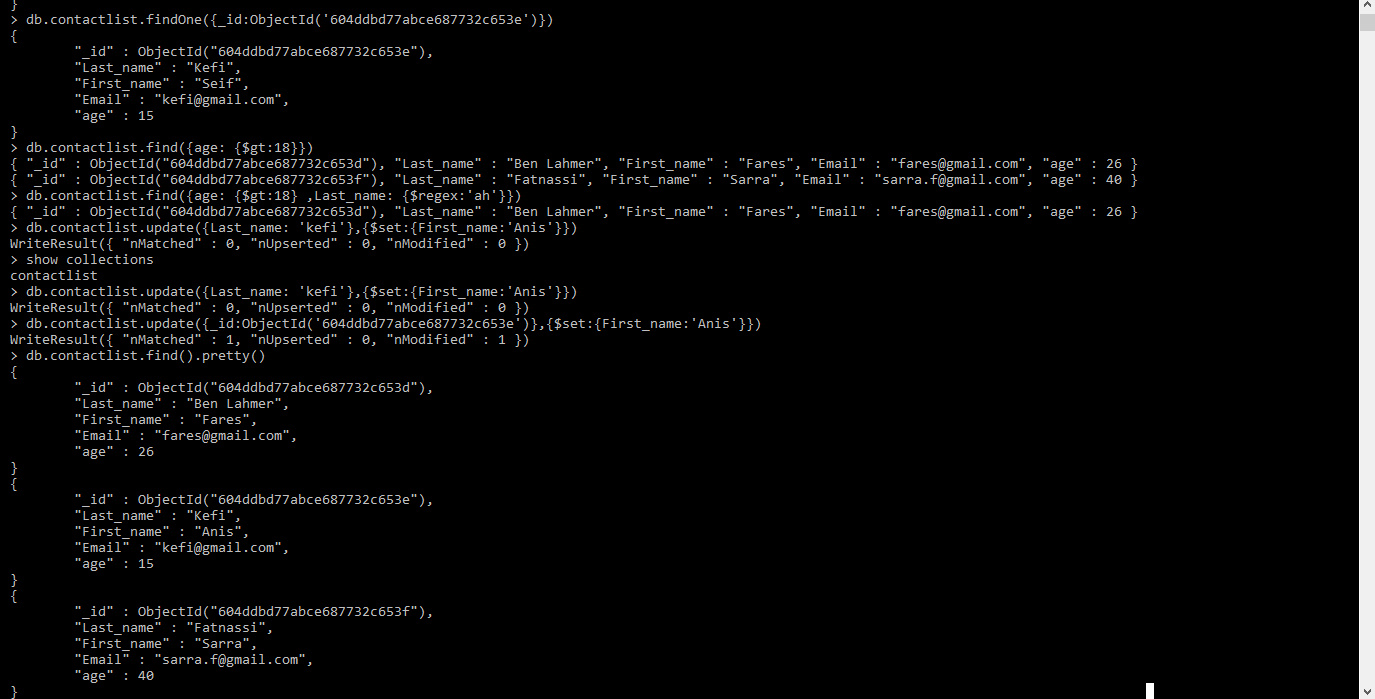 }
> db.contactlist.findOne({_id:ObjectId('604ddbd77abce687732c653e')})
{
        "_id" : ObjectId("604ddbd77abce687732c653e"),
        "Last_name" : "Kefi",
        "First_name" : "Seif",
        "Email" : "kefi@gmail.com",
        "age" : 15
}
> db.contactlist.find({age: {$gt:18}})
{ "_id" : ObjectId("604ddbd77abce687732c653d"), "Last_name" : "Ben Lahmer", "First_name" : "Fares", "Email" : "fares@gmail.com", "age" : 26 }
{ "_id" : ObjectId("604ddbd77abce687732c653f"), "Last_name" : "Fatnassi", "First_name" : "Sarra", "Email" : "sarra.f@gmail.com", "age" : 40 }
> db.contactlist.find({age: {$gt:18} ,Last_name: {$regex:'ah'}})
{ "_id" : ObjectId("604ddbd77abce687732c653d"), "Last_name" : "Ben Lahmer", "First_name" : "Fares", "Email" : "fares@gmail.com", "age" : 26 }
> db.contactlist.update({Last_name: 'kefi'},{$set:{First_name:'Anis'}})
WriteResult({ "nMatched" : 0, "nUpserted" : 0, "nModified" : 0 })
> show collections
contactlist
> db.contactlist.update({Last_name: 'kefi'},{$set:{First_name:'Anis'}})
WriteResult({ "nMatched" : 0, "nUpserted" : 0, "nModified" : 0 })
> db.contactlist.update({_id:ObjectId('604ddbd77abce687732c653e')},{$set:{First_name:'Anis'}})
WriteResult({ "nMatched" : 1, "nUpserted" : 0, "nModified" : 1 })
> db.contactlist.find().pretty()
{
        "_id" : ObjectId("604ddbd77abce687732c653d"),
        "Last_name" : "Ben Lahmer",
        "First_name" : "Fares",
        "Email" : "fares@gmail.com",
        "age" : 26
}
{
        "_id" : ObjectId("604ddbd77abce687732c653e"),
        "Last_name" : "Kefi",
        "First_name" : "Anis",
        "Email" : "kefi@gmail.com",
        "age" : 15
}
{
        "_id" : ObjectId("604ddbd77abce687732c653f"),
        "Last_name" : "Fatnassi",
        "First_name" : "Sarra",
        "Email" : "sarra.f@gmail.com",
        "age" : 40
}